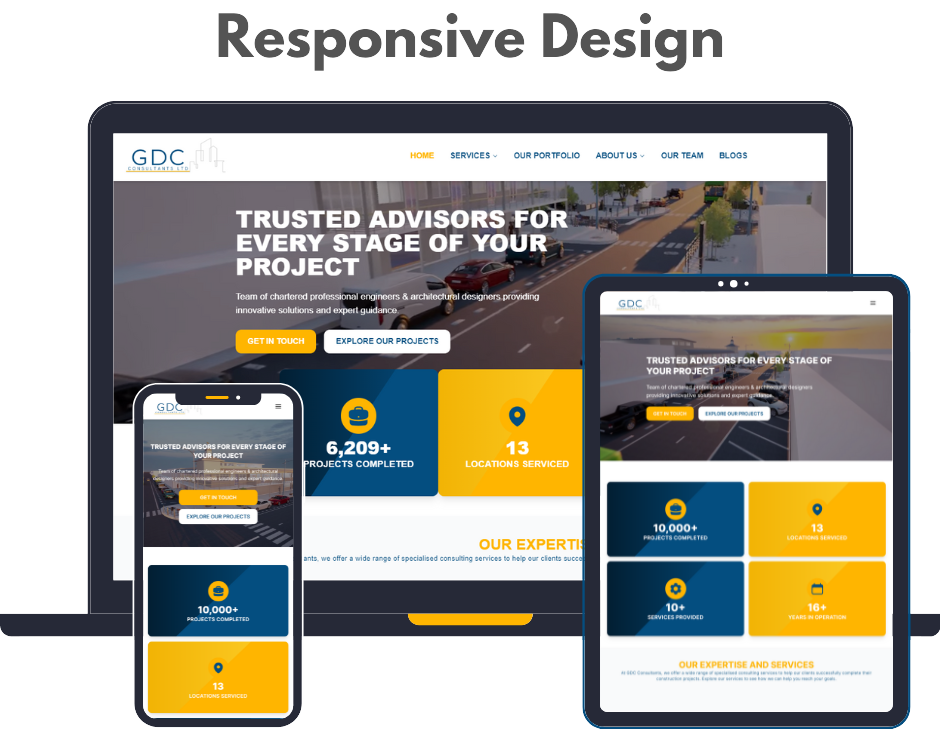 Responsive Design
GDC
CONSULTANTS LTD
HOME SERVICES OUR PORTFOLIO ABOUT US OUR TEAM BLOGS
TRUSTED ADVISORS FOR
EVERY STAGE OF YOUR
PROJECT
Team of chartered professional engineers & architectural designers providing
innovative solutions and expert guidance.
GET IN TOUCH EXPLORE OUR PROJECTS
6,209+
PROJECTS COMPLETED
13
LOCATIONS SERVICED
OUR EXPERTIS
ants, we offer a wide range of specialised consulting services to help our clients succe
GDC
CONSULTANTS LTD
TRUSTED ADVISORS FOR EVERY STAGE OF
YOUR PROJECT
Team of chartered professional engineers & architectural
designers providing innovative solutions and expert guidance.
GET IN TOUCH
EXPLORE OUR PROJECTS
10,000+
PROJECTS COMPLETED
13
LOCATIONS SERVICED
GDC
CONSULTANTS LTD
TRUSTED ADVISORS FOR EVERY STAGE OF
YOUR PROJECT
Team of chartered professional engineers & architectural designers
providing innovative solutions and expert guidance.
GET IN TOUCH EXPLORE OUR PROJECTS
10,000+
PROJECTS COMPLETED
13
LOCATIONS SERVICED
10+
SERVICES PROVIDED
16+
YEARS IN OPERATION
OUR EXPERTISE AND SERVICES
At GDC Consultants, we offer a wide range of specialised consulting services to help our clients successfully complete their
construction projects. Explore our services to see how we can help you reach your goals.